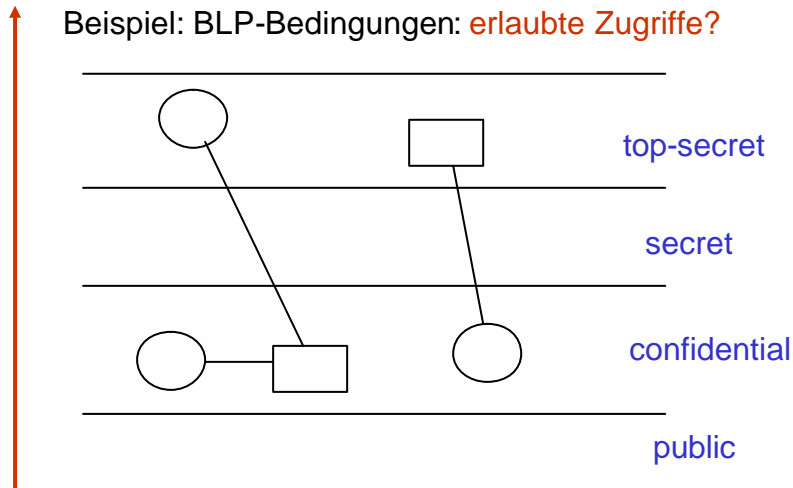 Beispiel: BLP-Bedingungen: erlaubte Zugriffe?
top-secret
secret
confidential
public